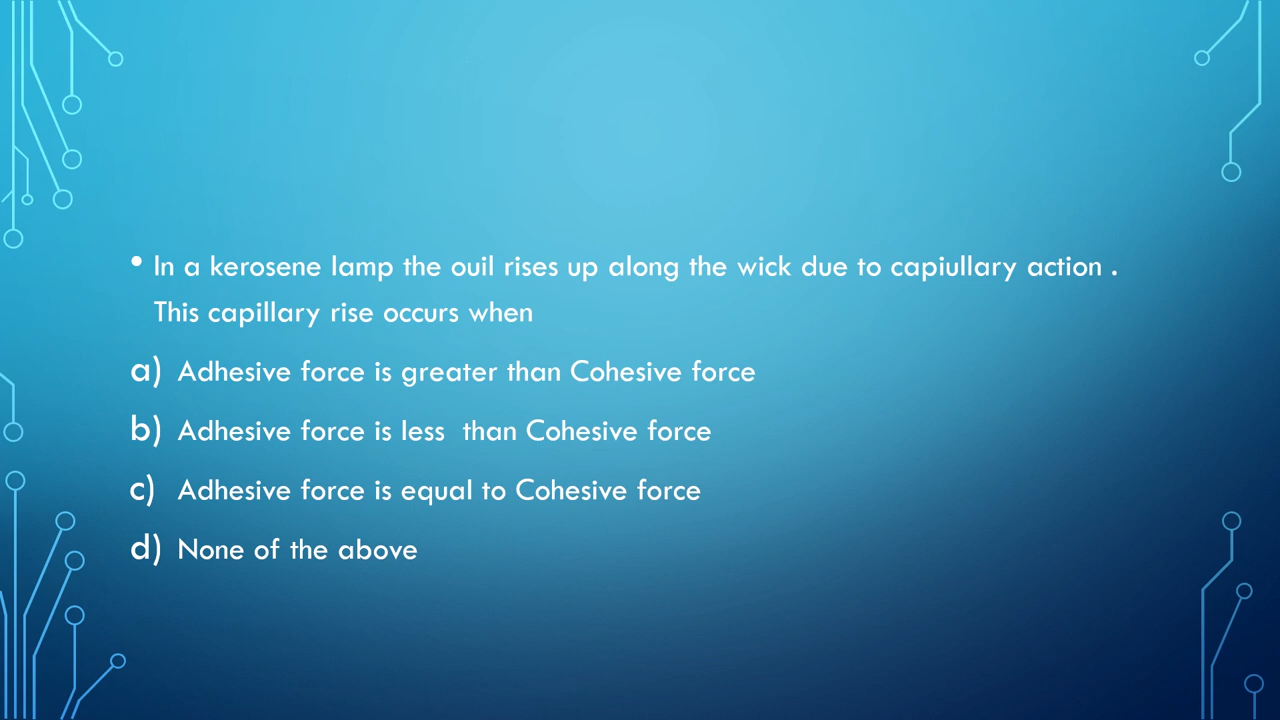 • In a kerosene lamp the ouil rises up along the wick due to capiullary action .
This capillary rise occurs when
a) Adhesive force is greater than Cohesive force
b) Adhesive force is less  than Cohesive force
c) Adhesive force is equal to Cohesive force
d) None of the above